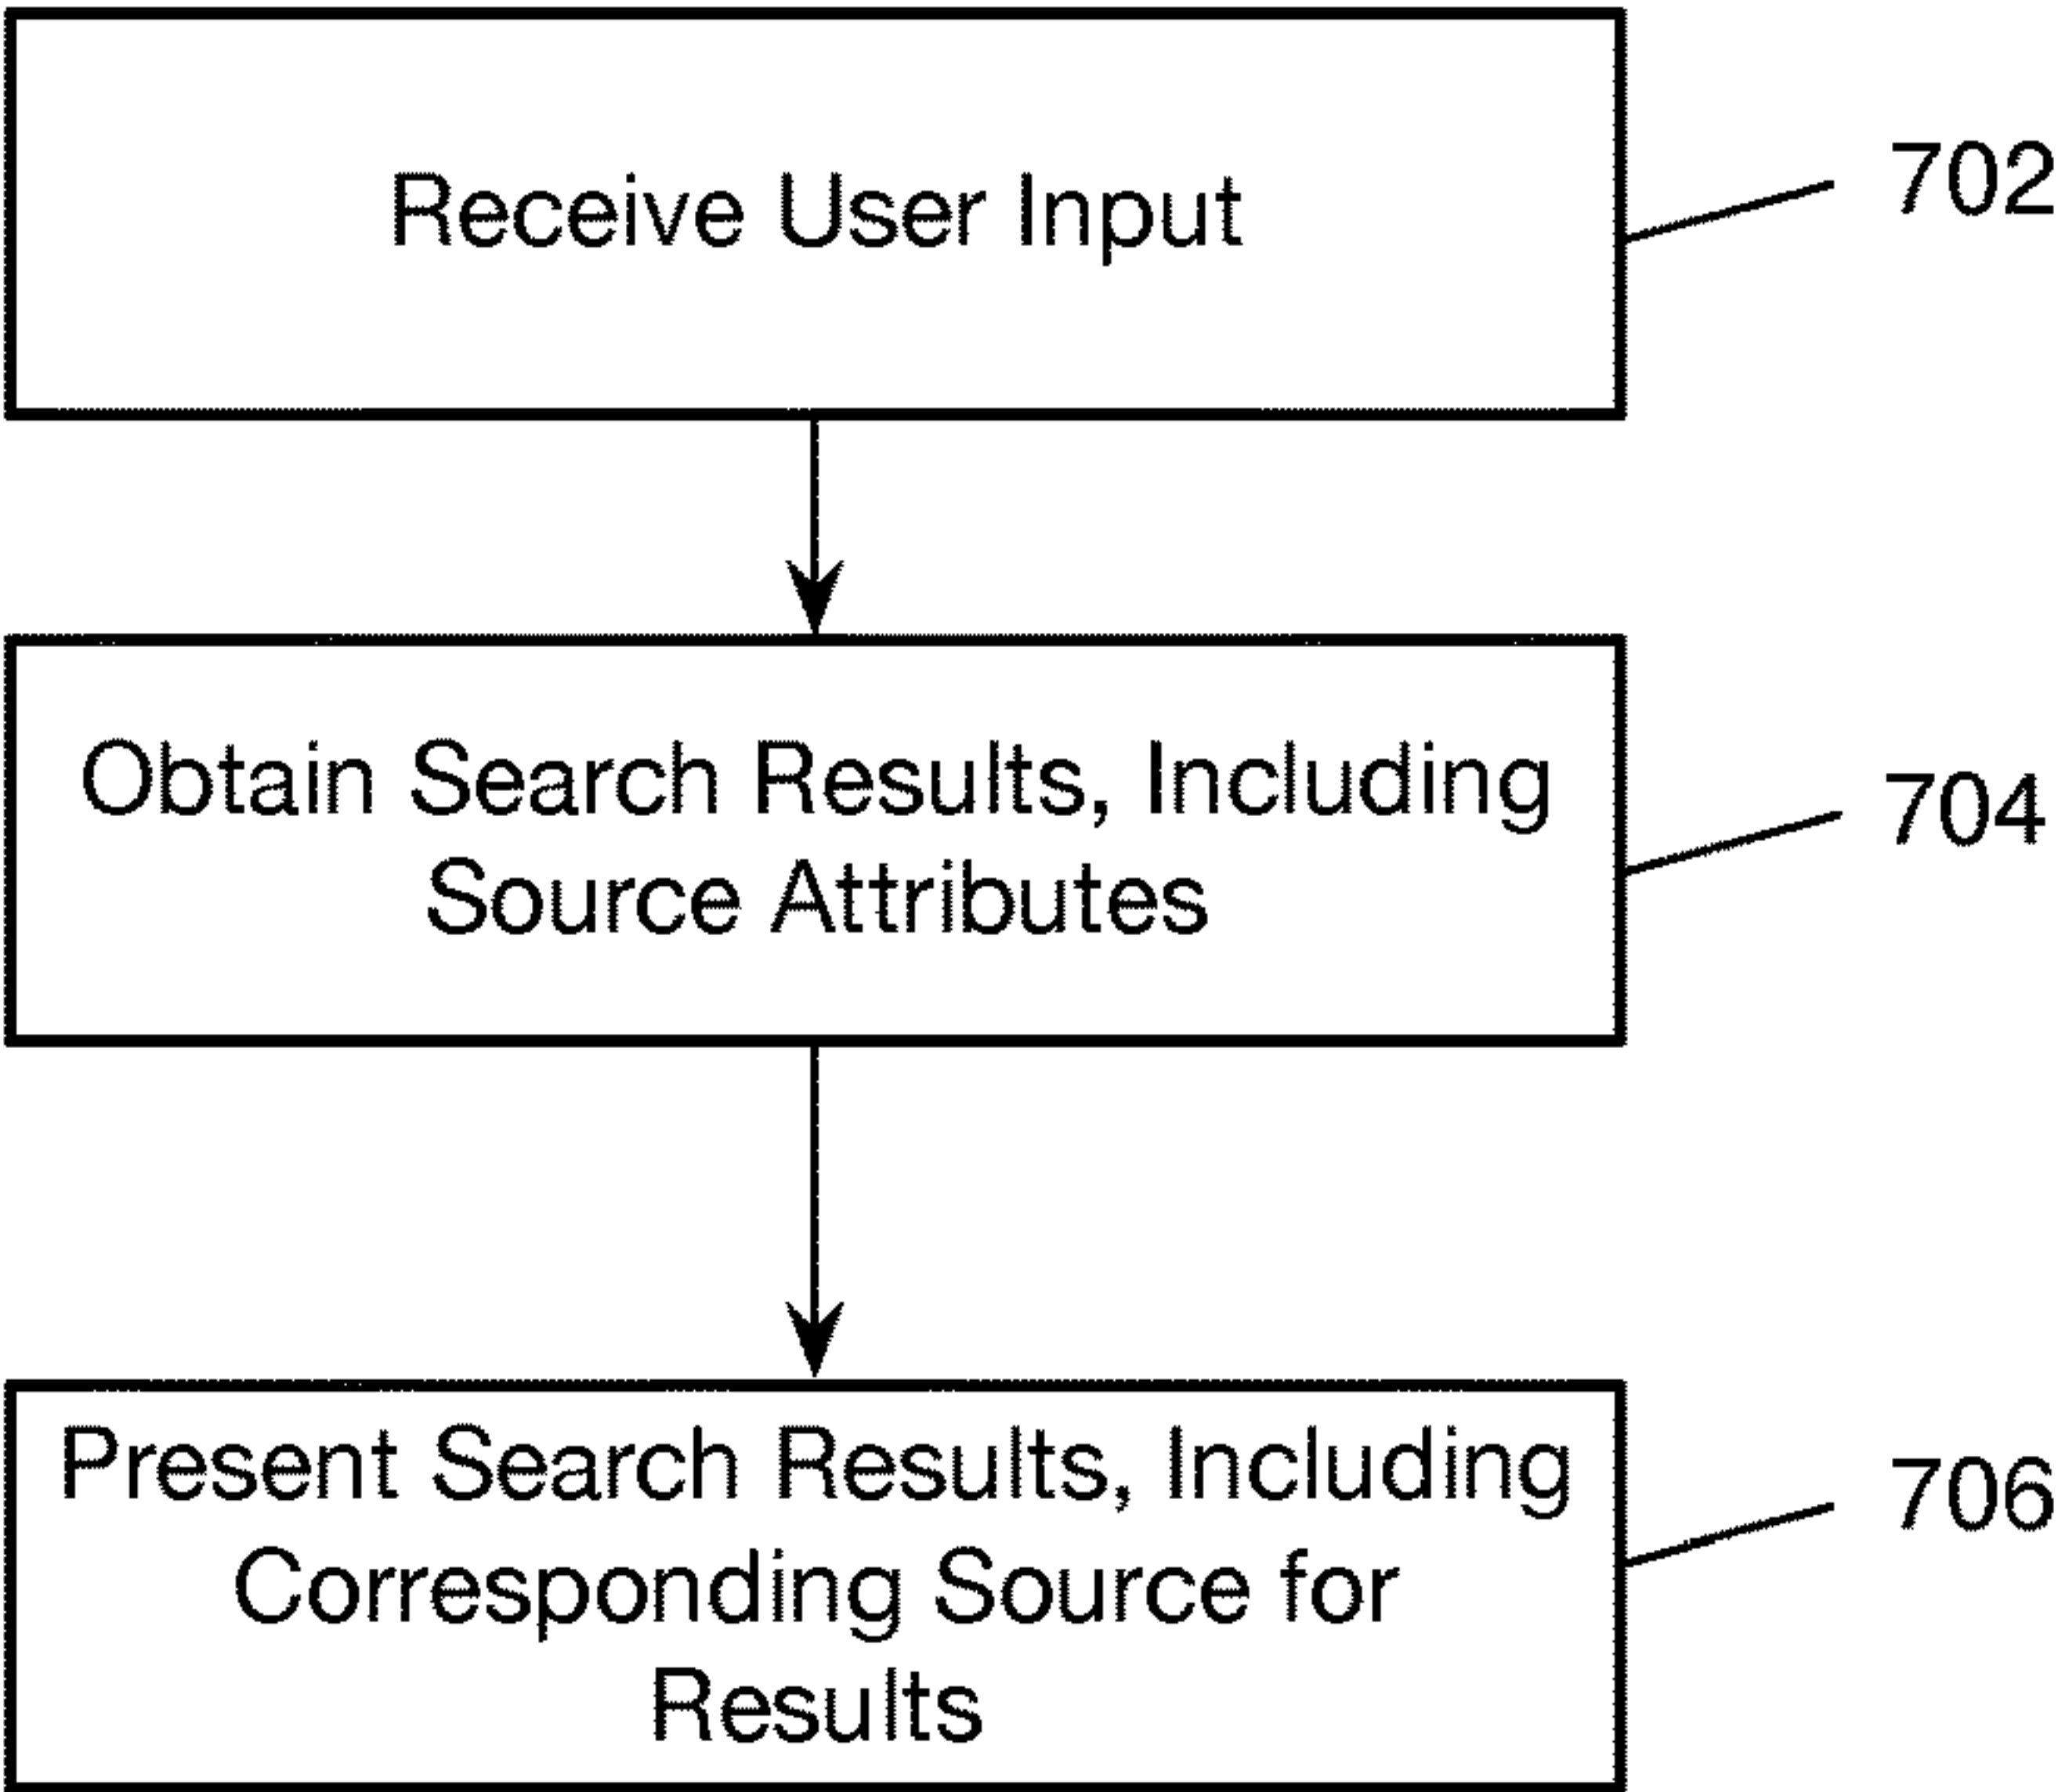 Receive User Input
702
Obtain Search Results, Including
Source Attributes
704
Present Search Results, Including
Corresponding Source for
Results
706